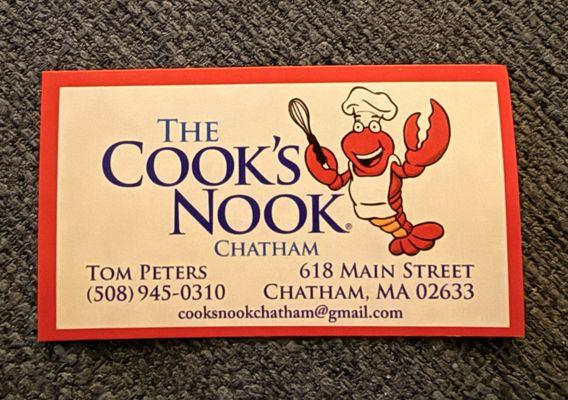 The
Cook's
Nook®
Chatham
Tom Peters 618 Main Street
(508) 945-0310 Chatham, MA 02633
cooksnookchatham@gmail.com